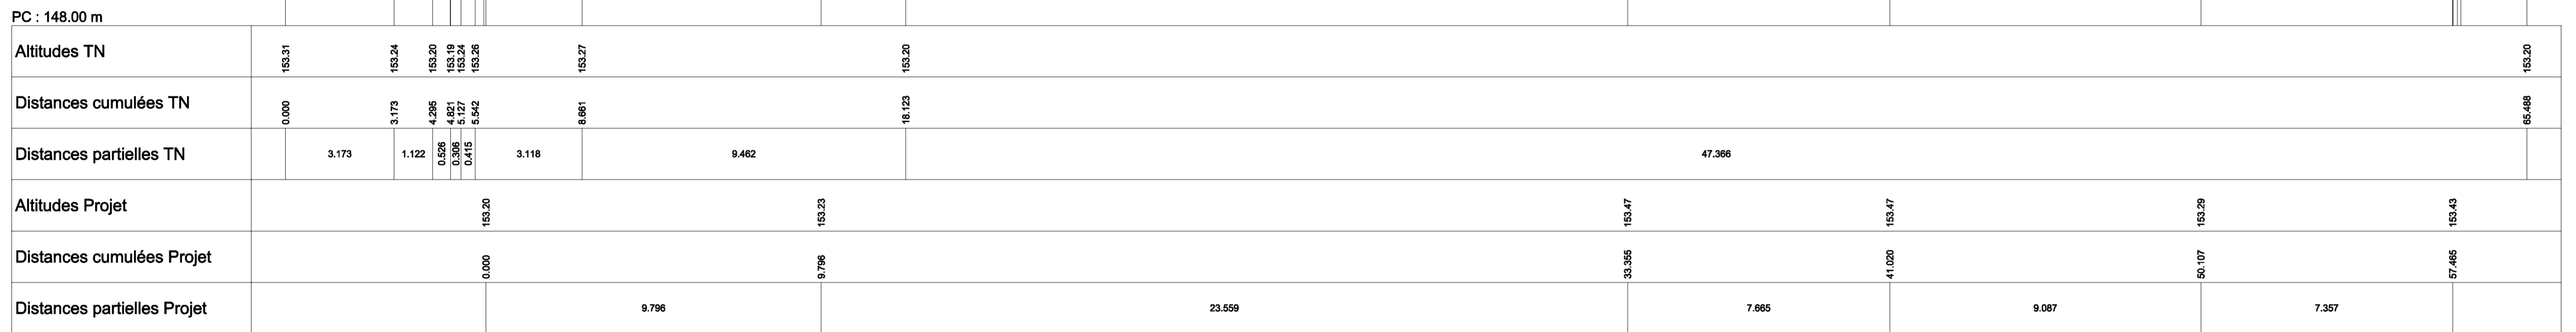 PC : 148.00 m
Altitudes TN 153.31 153.24 153.20 153.19 153.24 153.26 153.27 153.20 153.20
Distances cumulées TN 0.000 3.173 4.295 4.821 5.127 5.542 8.661 18.123 65.488
Distances partielles TN 3.173 1.122 0.526 0.306 0.415 3.118 9.462 47.366
Altitudes Projet 153.20 153.23 153.47 153.47 153.29 153.43
Distances cumulées Projet 0.000 9.796 33.355 41.020 50.107 57.465
Distances partielles Projet 9.796 23.559 7.665 9.087 7.357